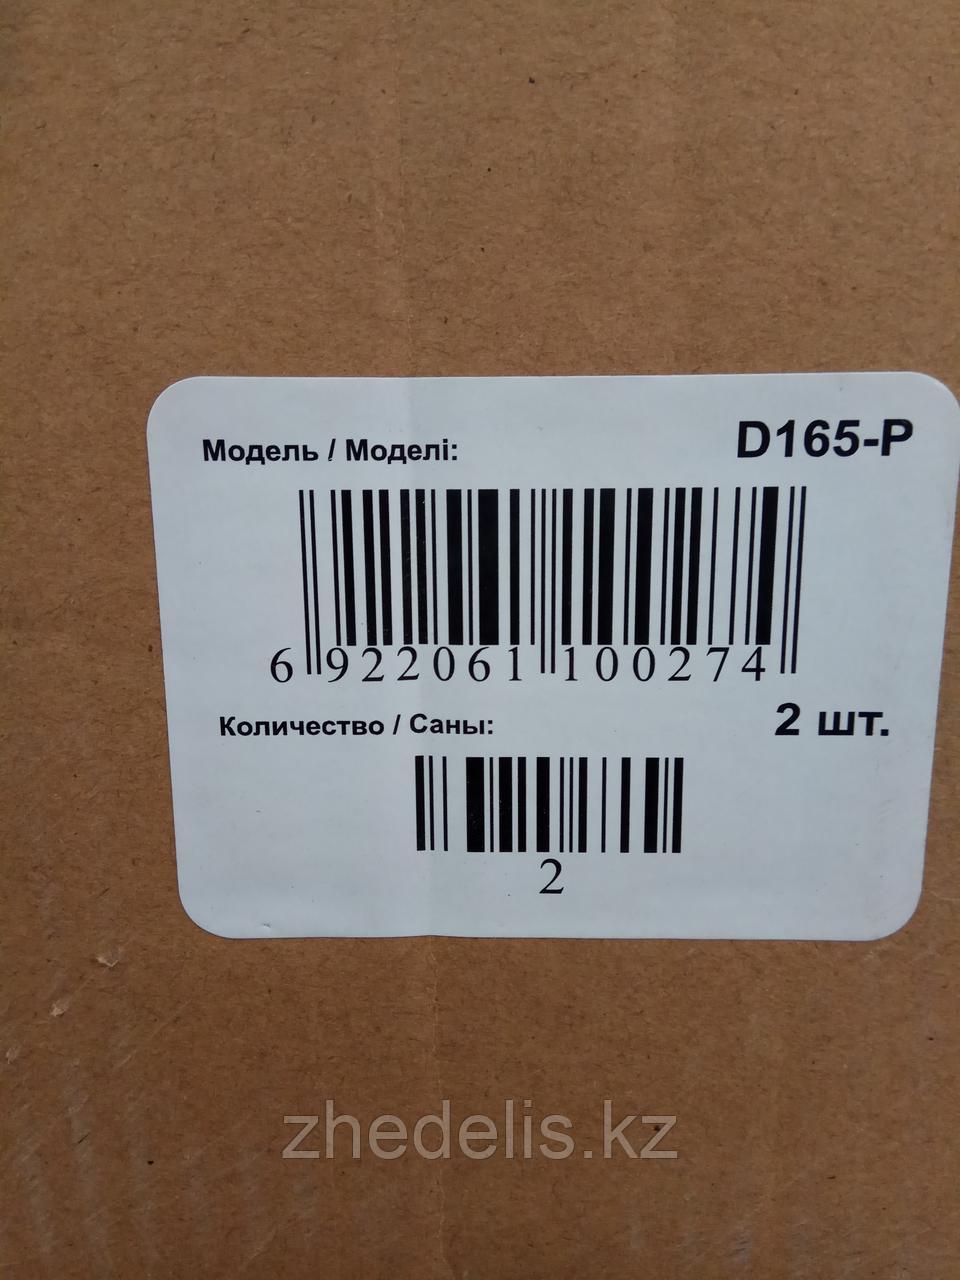 Модель / Моделі: D165-P
6 922061 100274
Количество / Саны: 2 шт.
2
zhedelis.kz